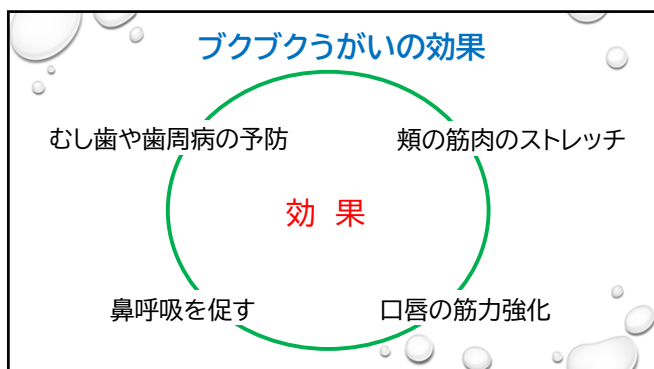 ブクブクうがいの効果
むし歯や歯周病の予防
頬の筋肉のストレッチ
効 果
鼻呼吸を促す
口唇の筋力強化